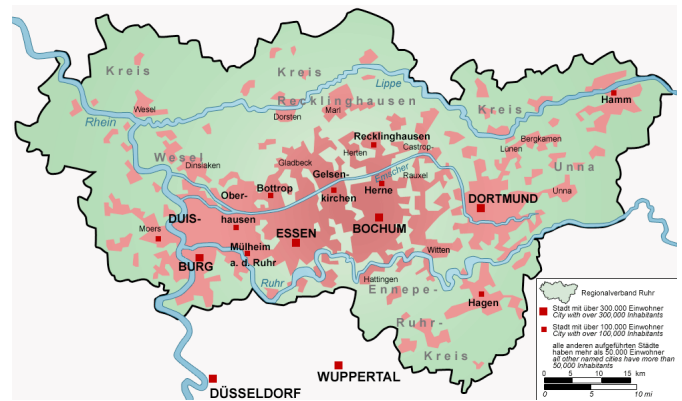 Kreis
Kreis
Lippe
Recklinghausen
Kreis
Hamm
Wesel
Marl
Dorsten
Rhein
Recklinghausen
Bergkamen
Herten
Castrop-
Lünen
Wesel
Dinslaken
Gladbeck
Emscher
Rauxel
Unna
Gelsen-
kirchen
Herne
Unna
Bottrop
Ober-
hausen
DORTMUND
DUIS-
BURG
Moers
ESSEN
BOCHUM
Mülheim
a. d. Ruhr
Witten
Ruhr
Hattingen
Ennepe-
Ruhr-
Kreis
Hagen
WUPPERTAL
DÜSSELDORF
Regionalverband Ruhr
Stadt mit über 300.000 Einwohner
City with over 300,000 Inhabitants
Stadt mit über 100.000 Einwohner
City with over 100,000 Inhabitants
alle anderen aufgeführten Städte
haben mehr als 50.000 Einwohner
all other named cities have more than
50,000 Inhabitants
0 5 10 15 km
0 5 10 mi